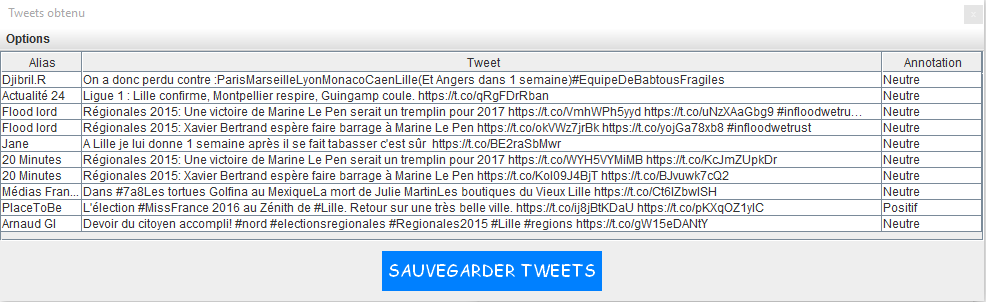 Tweets obtenu
x
Options
Alias Tweet Annotation
Djibril.R On a donc perdu contre :ParisMarseilleLyonMonacoCaenLille(Et Angers dans 1 semaine)#EquipeDeBabtousFragiles Neutre
Actualité 24 Ligue 1 : Lille confirme, Montpellier respire, Guingamp coule. https://t.co/qRgFDrRban Neutre
Flood lord Régionales 2015: Une victoire de Marine Le Pen serait un tremplin pour 2017 https://t.co/VmhWPh5yyd https://t.co/uNzXAaGbg9 #infloodwetru... Neutre
Flood lord Régionales 2015: Xavier Bertrand espère faire barrage à Marine Le Pen https://t.co/okVWz7jrBk https://t.co/yojGa78xb8 #infloodwetrust Neutre
Jane A Lille je lui donne 1 semaine après il se fait tabasser c'est sûr https://t.co/BE2raSbMwr Neutre
20 Minutes Régionales 2015: Une victoire de Marine Le Pen serait un tremplin pour 2017 https://t.co/WYH5VYMiMB https://t.co/KcJmZUpkDr Neutre
20 Minutes Régionales 2015: Xavier Bertrand espère faire barrage à Marine Le Pen https://t.co/KoI09J4BjT https://t.co/BJvuwk7cQ2 Neutre
Médias Fran... Dans #7a8Les tortues Golfina au MexiqueLa mort de Julie MartinLes boutiques du Vieux Lille https://t.co/Ct6IZbwISH Neutre
PlaceToBe L'élection #MissFrance 2016 au Zénith de #Lille. Retour sur une très belle ville. https://t.co/ij8jBtKDaU https://t.co/pKXqOZ1ylC Positif
Arnaud Gl Devoir du citoyen accompli! #nord #electionsregionales #Regionales2015 #Lille #regions https://t.co/gW15eDANtY Neutre
SAUVEGARDER TWEETS